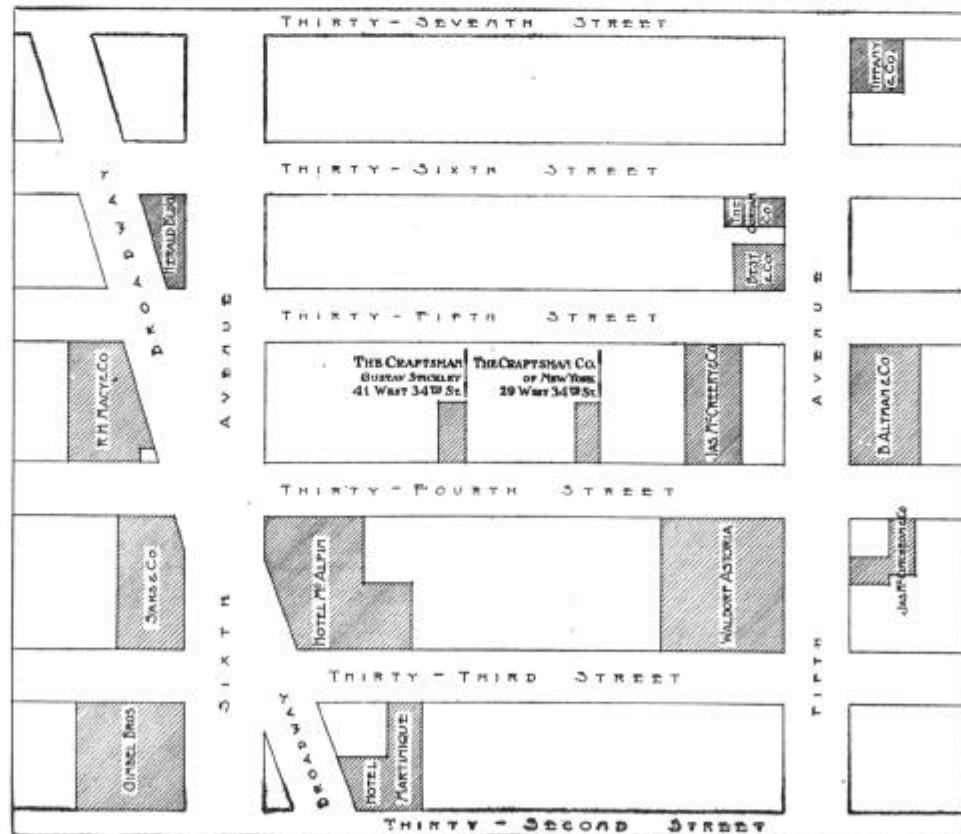 THIRTY-SEVENTH STREET
TIFFANY
& CO.
THIRTY-SIXTH STREET
BROADWAY
HERALD BLDG
THE
GORHAM
CO
BEST
& CO.
AVENUE
THIRTY-FIFTH STREET
AVENUE
R.H. MACY & CO
THE CRAFTSMAN
GUSTAV STICKLEY
41 WEST 34TH ST.
THE CRAFTSMAN CO.
OF NEW YORK
29 WEST 34TH ST.
JAS. MCCREERY & CO
B. ALTMAN & CO
THIRTY-FOURTH STREET
SAKS & CO.
HOTEL MCALPIN
WALDORF ASTORIA
SIXTH
FIFTH
THIRTY-THIRD STREET
GIMBEL BROS
BROADWAY
HOTEL
MARTINIQUE
THIRTY-SECOND STREET